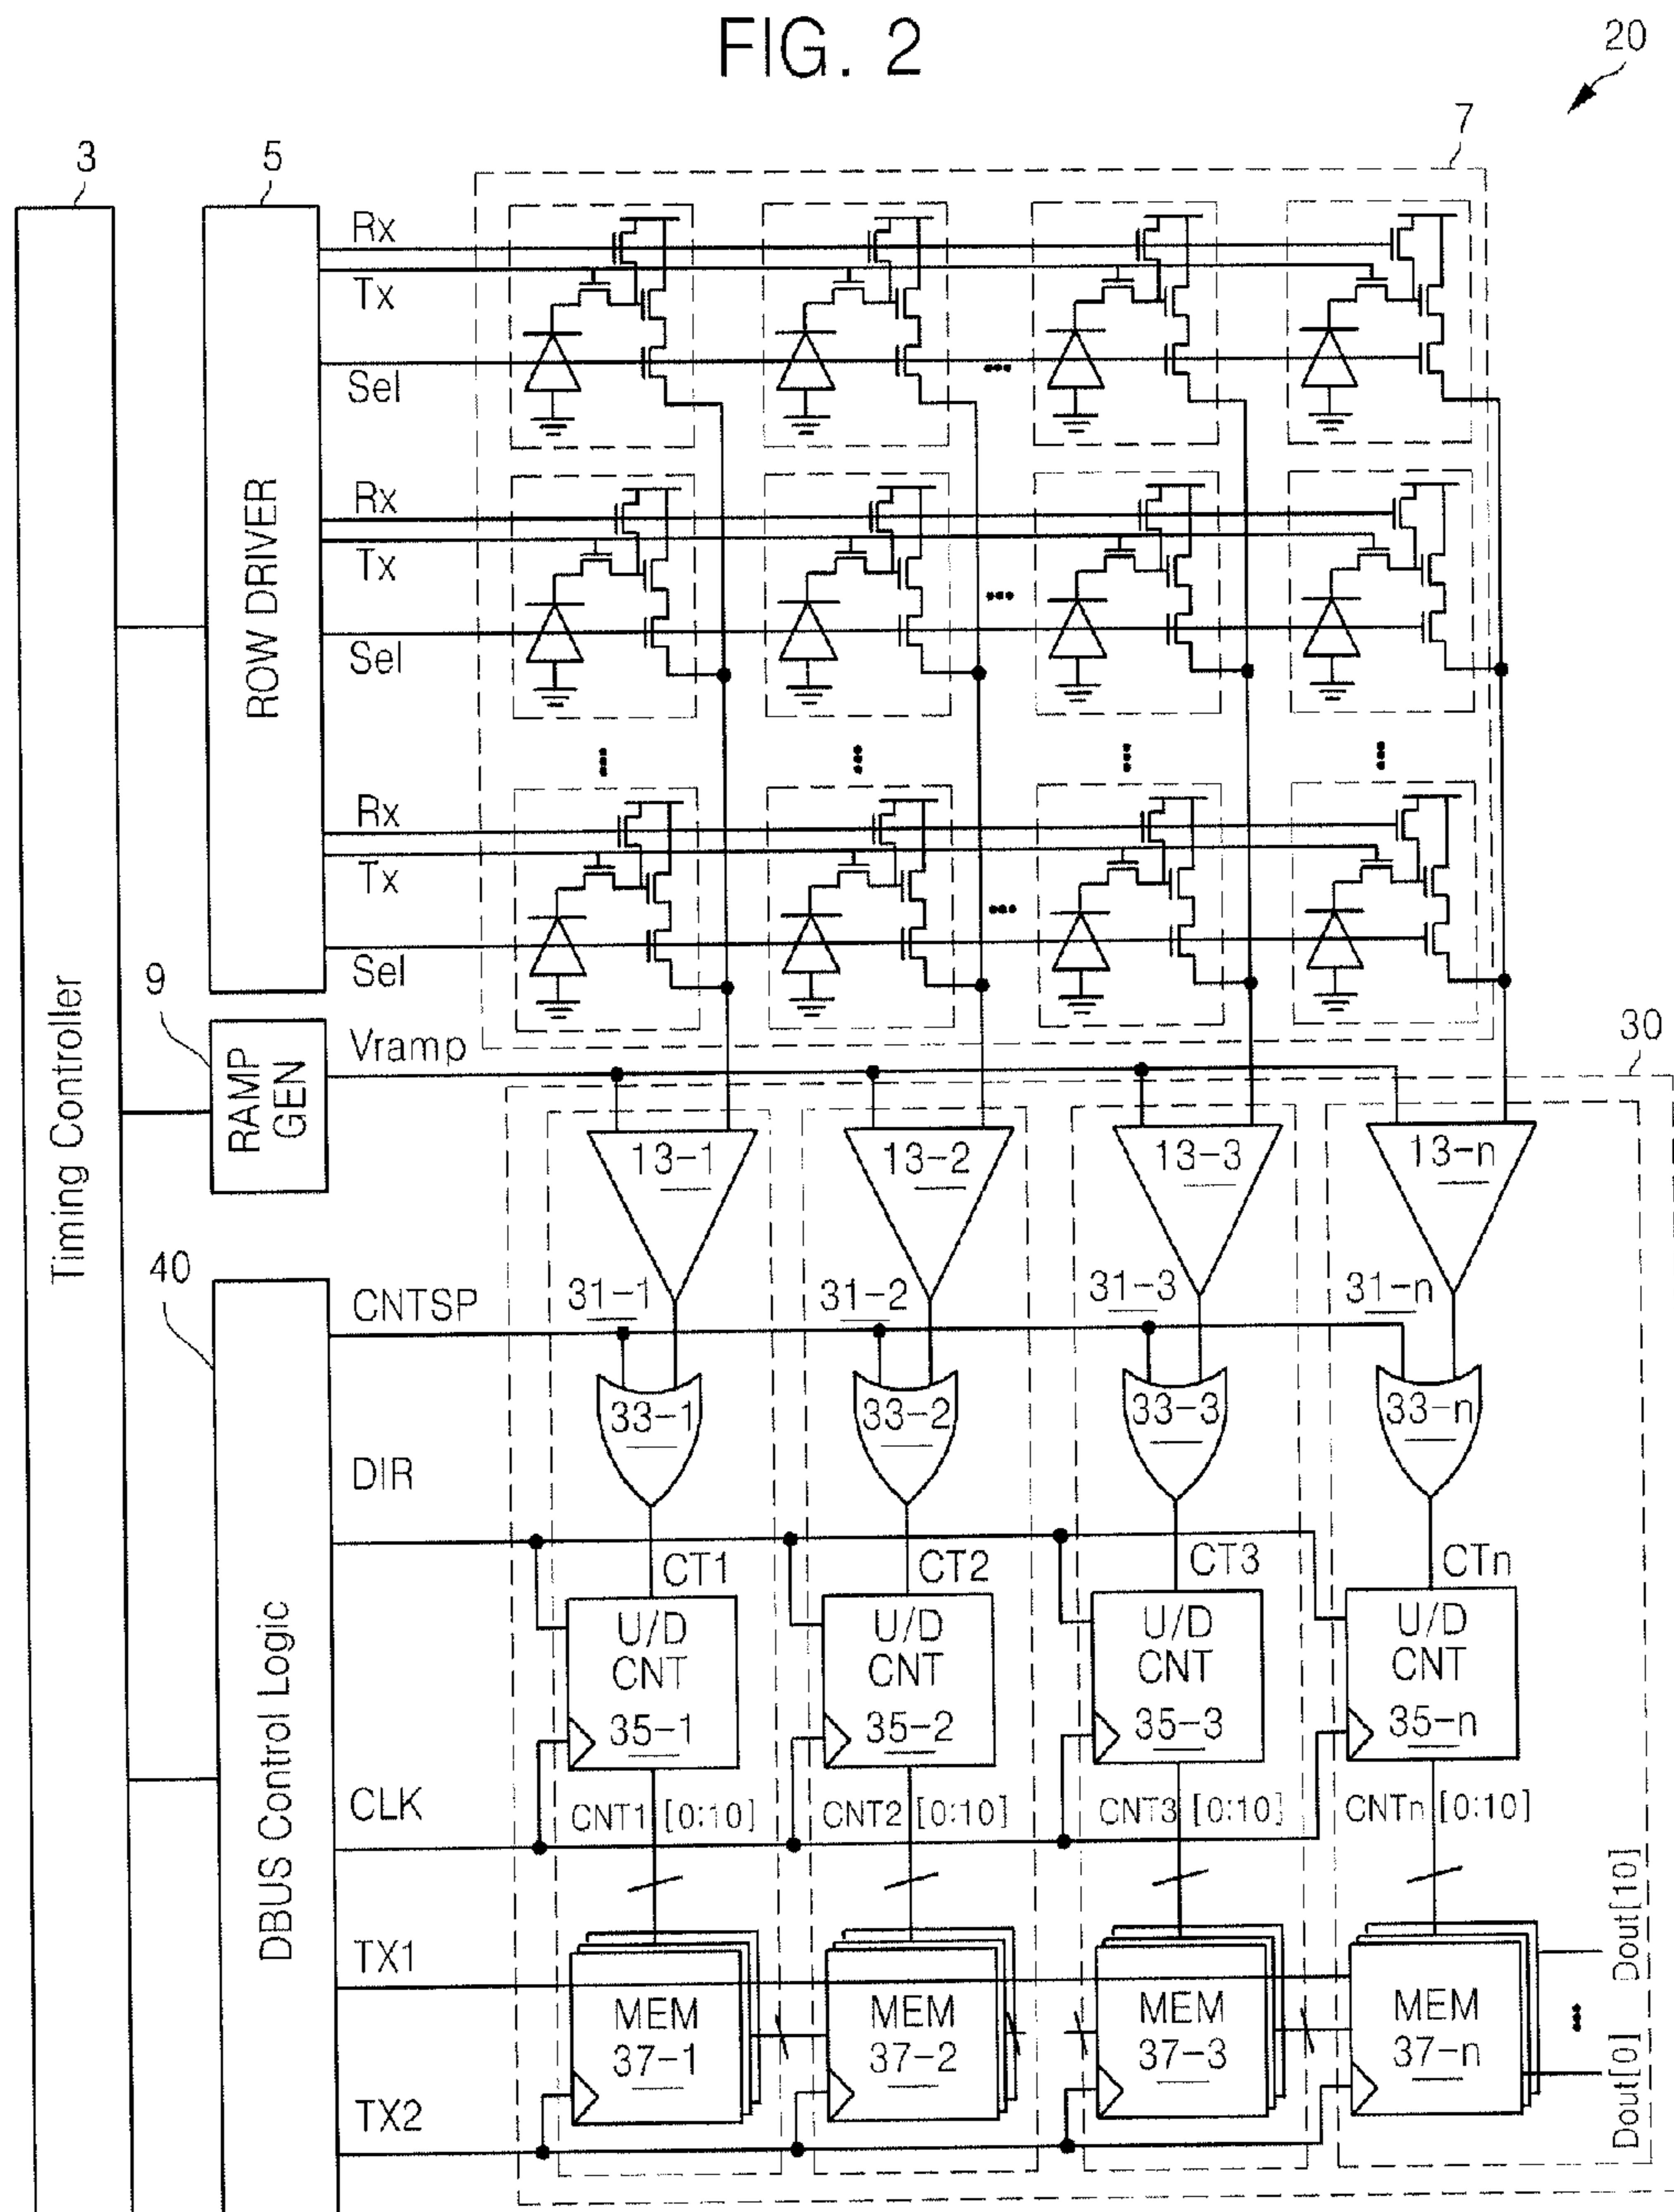 FIG. 2
20
7
3
5
Rx
Tx
Sel
Rx
Tx
Sel
Rx
Tx
Sel
ROW DRIVER
Timing Controller
9
RAMP
GEN
Vramp
30
13-1
13-2
13-3
13-n
40
CNTSP
31-1
31-2
31-3
31-n
33-1
33-2
33-3
33-n
DIR
CT1
CT2
CT3
CTn
U/D
CNT
35-1
U/D
CNT
35-2
U/D
CNT
35-3
U/D
CNT
35-n
DBUS Control Logic
CLK
CNT1 [0:10]
CNT2 [0:10]
CNT3 [0:10]
CNTn [0:10]
TX1
MEM
37-1
MEM
37-2
MEM
37-3
MEM
37-n
Dout[10]
Dout[0]
TX2